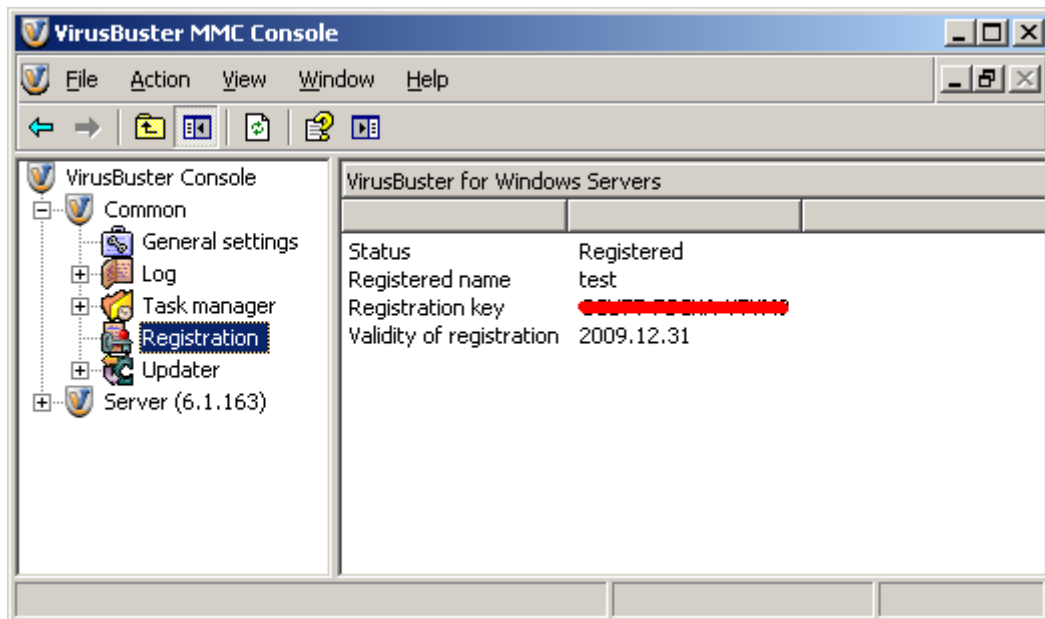 VirusBuster MMC Console
File Action View Window Help
VirusBuster Console
Common
General settings
Log
Task manager
Registration
Updater
Server (6.1.163)
VirusBuster for Windows Servers
Status Registered
Registered name test
Registration key
Validity of registration 2009.12.31